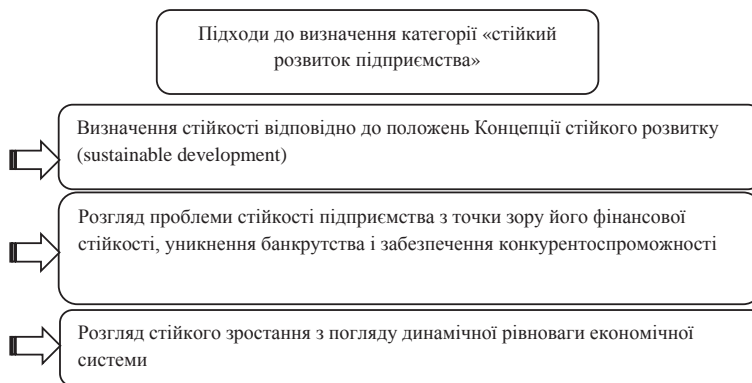 Підходи до визначення категорії «стійкий
розвиток підприємства»
Визначення стійкості відповідно до положень Концепції стійкого розвитку
(sustainable development)
Розгляд проблеми стійкості підприємства з точки зору його фінансової
стійкості, уникнення банкрутства і забезпечення конкурентоспроможності
Розгляд стійкого зростання з погляду динамічної рівноваги економічної
системи